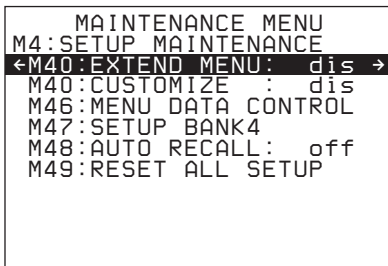 MAINTENANCE MENU
M4:SETUP MAINTENANCE
←M40:EXTEND MENU: dis →
M40:CUSTOMIZE : dis
M46:MENU DATA CONTROL
M47:SETUP BANK4
M48:AUTO RECALL: off
M49:RESET ALL SETUP